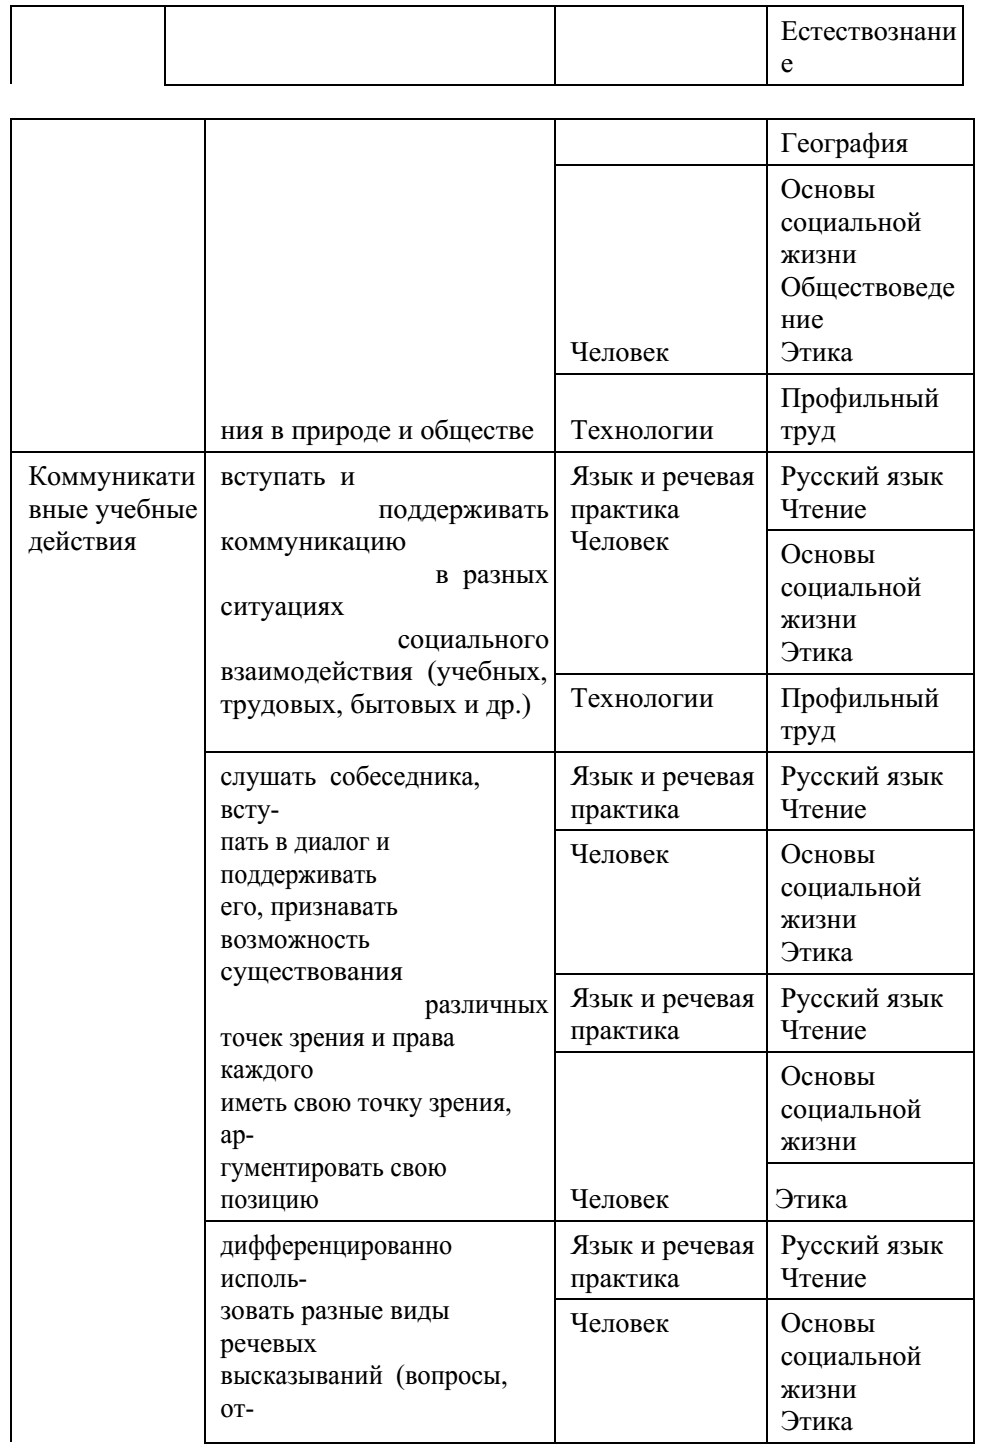 Естествознани
е
География
Основы
социальной
жизни
Обществоведе
ние
Человек
Этика
ния в природе и обществе
Технологии
Профильный
труд
Коммуникати
вные учебные
действия
вступать и
поддерживать
коммуникацию
в разных
ситуациях
социального
взаимодействия (учебных,
трудовых, бытовых и др.)
Язык и речевая
практика
Человек
Русский язык
Чтение
Основы
социальной
жизни
Этика
Технологии
Профильный
труд
слушать собеседника,
всту-
пать в диалог и
поддерживать
его, признавать
возможность
существования
различных
точек зрения и права
каждого
иметь свою точку зрения,
ар-
гументировать свою
позицию
Язык и речевая
практика
Русский язык
Чтение
Человек
Основы
социальной
жизни
Этика
Язык и речевая
практика
Русский язык
Чтение
Человек
Основы
социальной
жизни
Этика
дифференцированно
исполь-
зовать разные виды
речевых
высказываний (вопросы,
от-
Язык и речевая
практика
Русский язык
Чтение
Человек
Основы
социальной
жизни
Этика